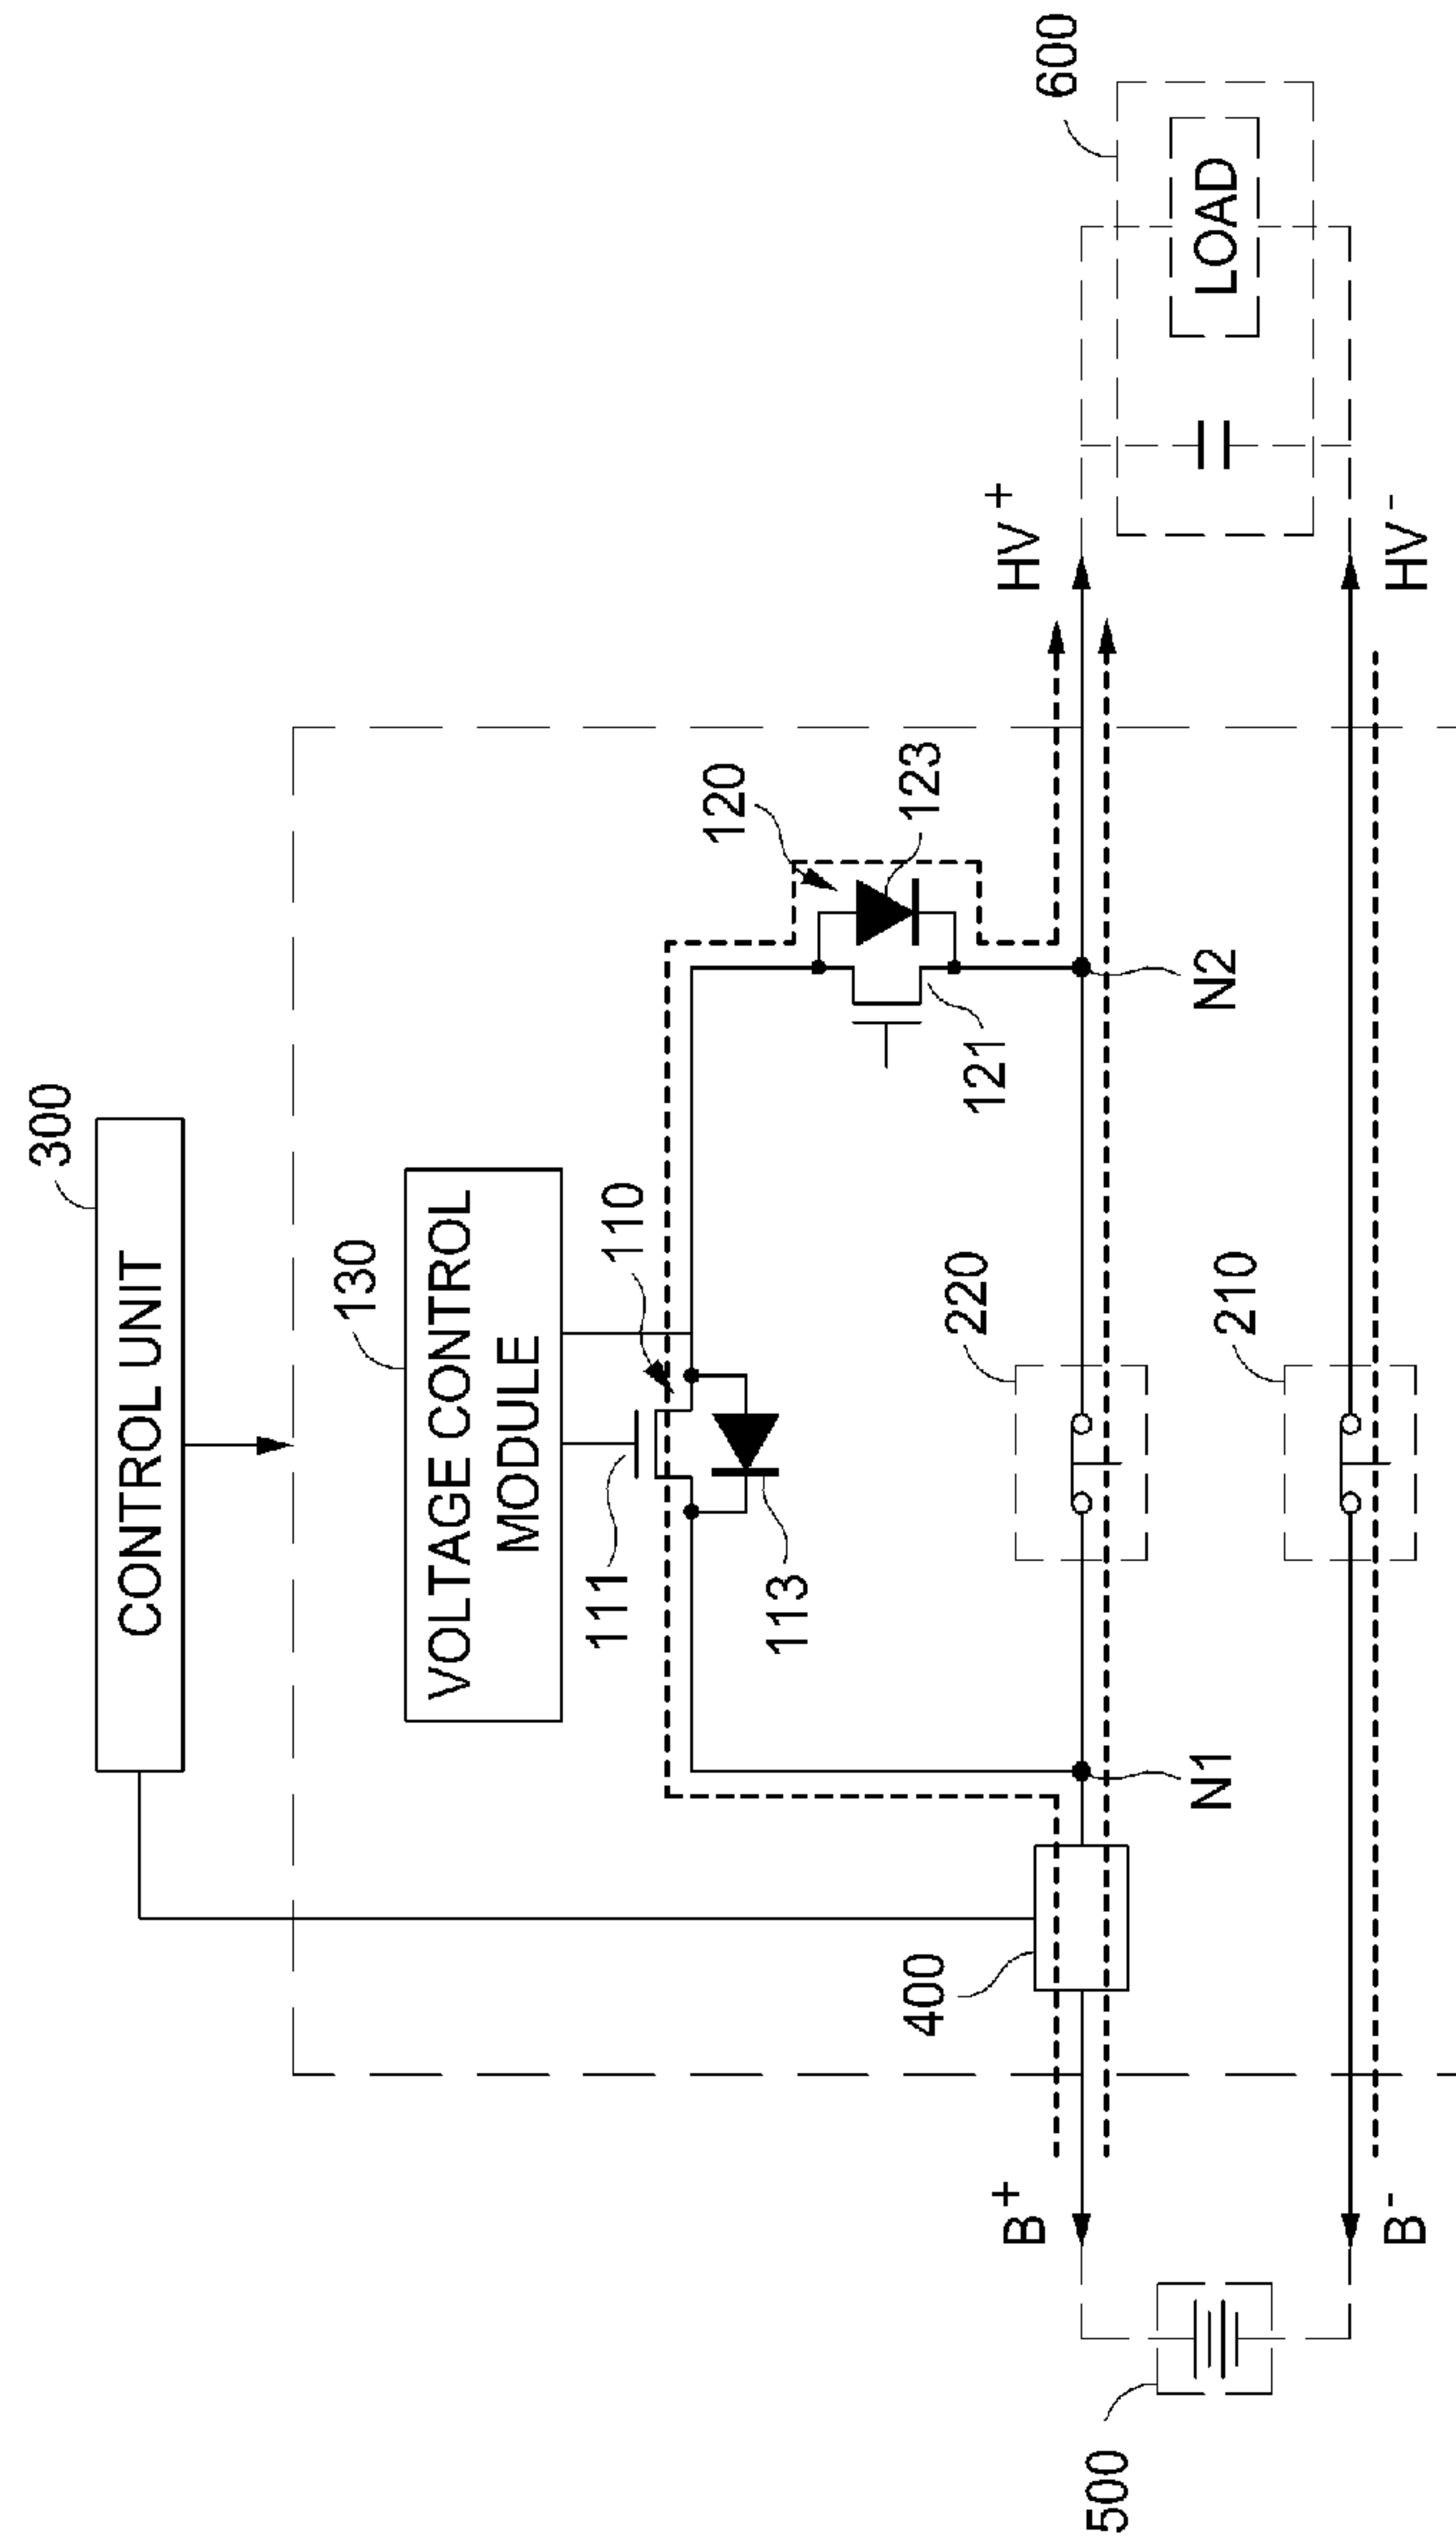 300
CONTROL UNIT
130
VOLTAGE CONTROL
MODULE
110
111
113
120
123
121
400
220
210
N1
N2
B+
B-
HV+
HV-
500
600
LOAD